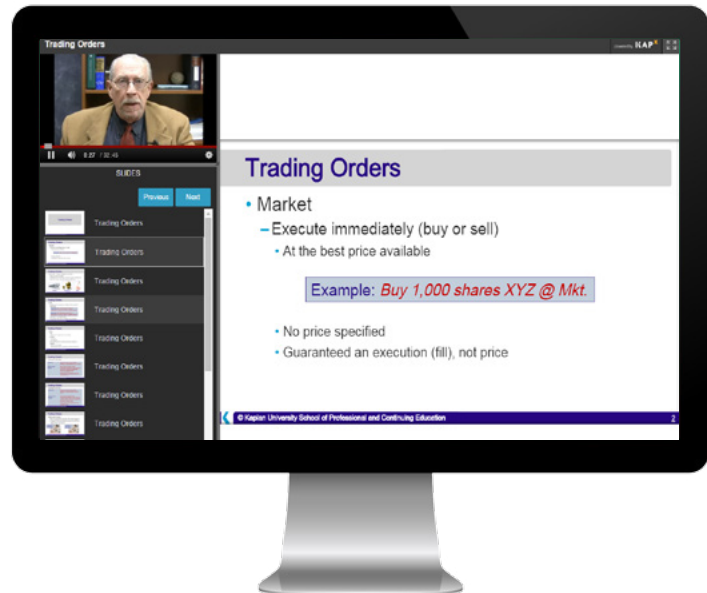 Trading Orders
powered by KAP
0:27 / 32:45
SLIDES
Previous Next
Trading Orders
Trading Orders
Trading Orders
Trading Orders
Trading Orders
Trading Orders
Trading Orders
Trading Orders
Trading Orders
• Market
– Execute immediately (buy or sell)
• At the best price available
Example: Buy 1,000 shares XYZ @ Mkt.
• No price specified
• Guaranteed an execution (fill), not price
© Kaplan University School of Professional and Continuing Education 2